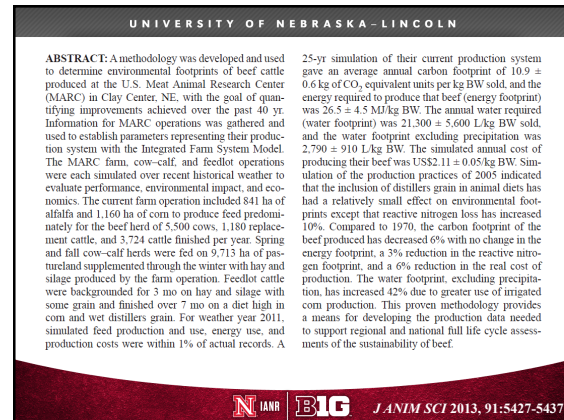 UNIVERSITY OF NEBRASKA–LINCOLN
ABSTRACT: A methodology was developed and used
to determine environmental footprints of beef cattle
produced at the U.S. Meat Animal Research Center
(MARC) in Clay Center, NE, with the goal of quan-
tifying improvements achieved over the past 40 yr.
Information for MARC operations was gathered and
used to establish parameters representing their produc-
tion system with the Integrated Farm System Model.
The MARC farm, cow–calf, and feedlot operations
were each simulated over recent historical weather to
evaluate performance, environmental impact, and eco-
nomics. The current farm operation included 841 ha of
alfalfa and 1,160 ha of corn to produce feed predomi-
nately for the beef herd of 5,500 cows, 1,180 replace-
ment cattle, and 3,724 cattle finished per year. Spring
and fall cow–calf herds were fed on 9,713 ha of pas-
tureland supplemented through the winter with hay and
silage produced by the farm operation. Feedlot cattle
were backgrounded for 3 mo on hay and silage with
some grain and finished over 7 mo on a diet high in
corn and wet distillers grain. For weather year 2011,
simulated feed production and use, energy use, and
production costs were within 1% of actual records. A
25-yr simulation of their current production system
gave an average annual carbon footprint of 10.9 ±
0.6 kg of CO2 equivalent units per kg BW sold, and the
energy required to produce that beef (energy footprint)
was 26.5 ± 4.5 MJ/kg BW. The annual water required
(water footprint) was 21,300 ± 5,600 L/kg BW sold,
and the water footprint excluding precipitation was
2,790 ± 910 L/kg BW. The simulated annual cost of
producing their beef was US$2.11 ± 0.05/kg BW. Sim-
ulation of the production practices of 2005 indicated
that the inclusion of distillers grain in animal diets has
had a relatively small effect on environmental foot-
prints except that reactive nitrogen loss has increased
10%. Compared to 1970, the carbon footprint of the
beef produced has decreased 6% with no change in the
energy footprint, a 3% reduction in the reactive nitro-
gen footprint, and a 6% reduction in the real cost of
production. The water footprint, excluding precipita-
tion, has increased 42% due to greater use of irrigated
corn production. This proven methodology provides
a means for developing the production data needed
to support regional and national full life cycle assess-
ments of the sustainability of beef.
N IANR B1G J ANIM SCI 2013, 91:5427-5437